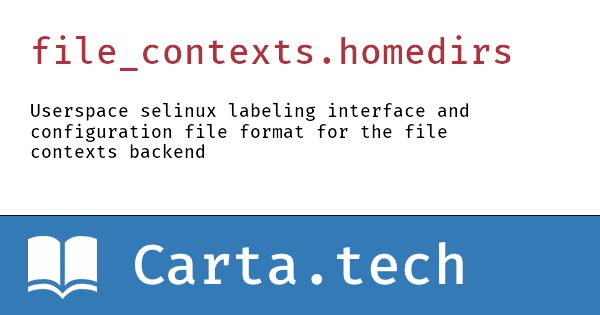 file_contexts.homedirs
Userspace selinux labeling interface and
configuration file format for the file
contexts backend
Carta.tech